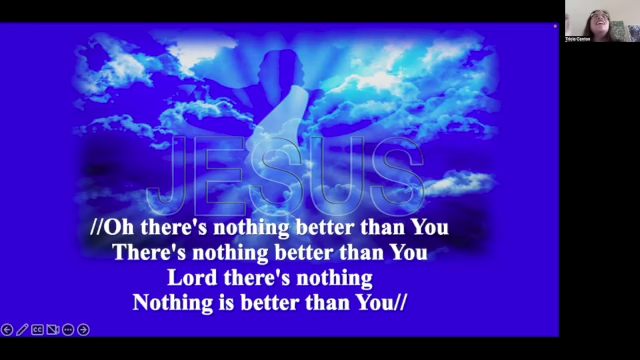 JESUS
//Oh there's nothing better than You
There's nothing better than You
Lord there's nothing
Nothing is better than You//
CC